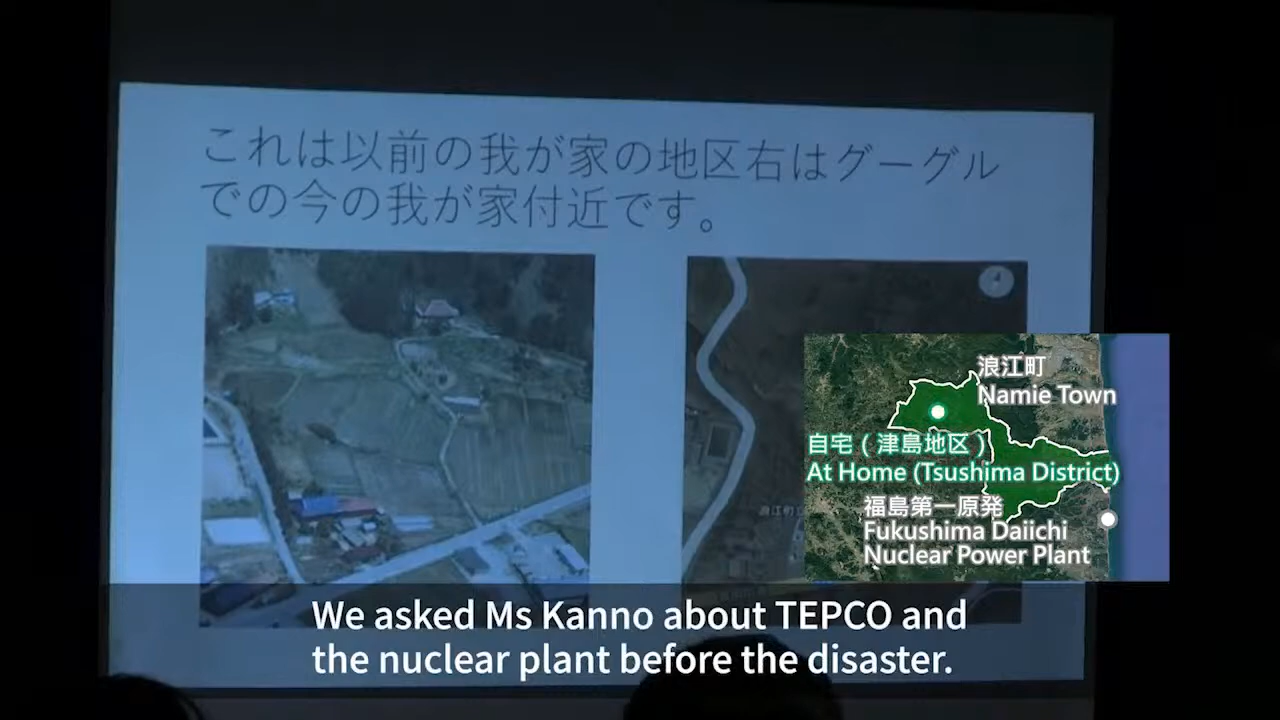 これは以前の我が家の地区右はグーグル
での今の我が家付近です。
浪江町
Namie Town
自宅（津島地区）
At Home (Tsushima District)
福島第一原発
Fukushima Daiichi
Nuclear Power Plant
We asked Ms Kanno about TEPCO and
the nuclear plant before the disaster.